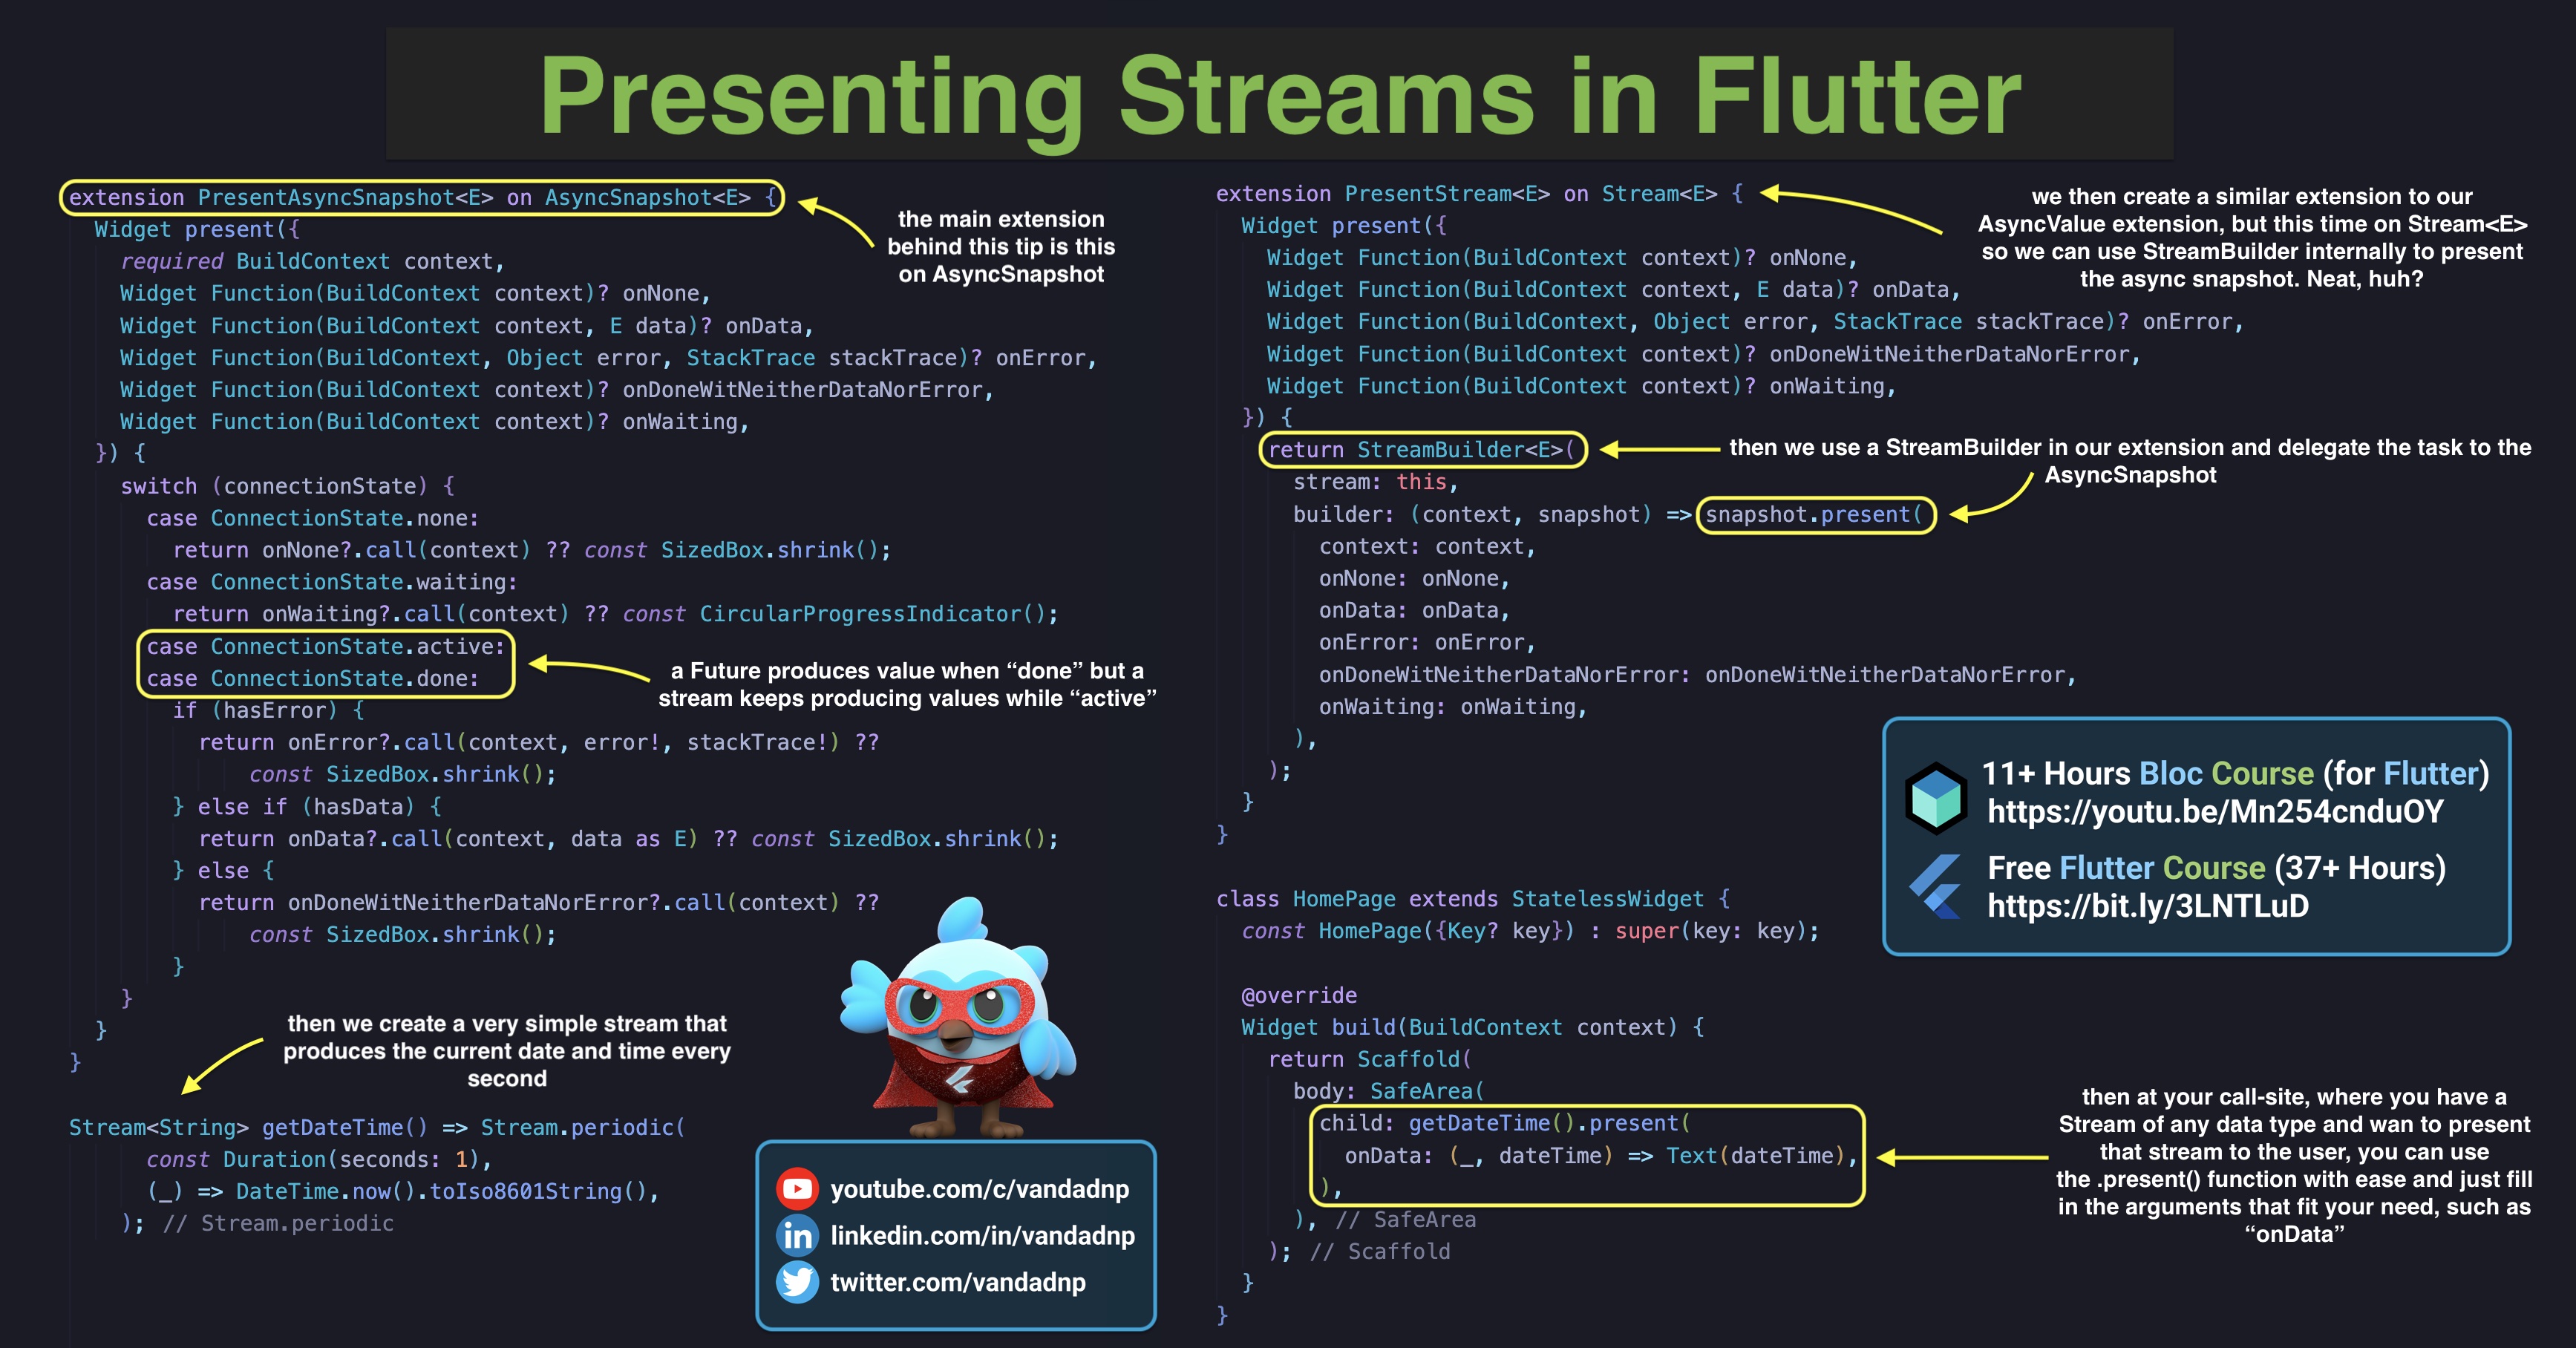 Presenting Streams in Flutter
extension PresentAsyncSnapshot<E> on AsyncSnapshot<E> {
Widget present({
required BuildContext context,
Widget Function(BuildContext context)? onNone,
Widget Function(BuildContext context, E data)? onData,
Widget Function(BuildContext, Object error, StackTrace stackTrace)? onError,
Widget Function(BuildContext context)? onDoneWitNeitherDataNorError,
Widget Function(BuildContext context)? onWaiting,
}) {
switch (connectionState) {
case ConnectionState.none:
return onNone?.call(context) ?? const SizedBox.shrink();
case ConnectionState.waiting:
return onWaiting?.call(context) ?? const CircularProgressIndicator();
case ConnectionState.active:
case ConnectionState.done:
if (hasError) {
return onError?.call(context, error!, stackTrace!) ??
const SizedBox.shrink();
} else if (hasData) {
return onData?.call(context, data as E) ?? const SizedBox.shrink();
} else {
return onDoneWitNeitherDataNorError?.call(context) ??
const SizedBox.shrink();
}
}
}
}
the main extension
behind this tip is this
on AsyncSnapshot
a Future produces value when “done” but a
stream keeps producing values while “active”
then we create a very simple stream that
produces the current date and time every
second
Stream<String> getDateTime() => Stream.periodic(
const Duration(seconds: 1),
(_) => DateTime.now().toIso8601String(),
); // Stream.periodic
youtube.com/c/vandadnp
linkedin.com/in/vandadnp
twitter.com/vandadnp
extension PresentStream<E> on Stream<E> {
Widget present({
Widget Function(BuildContext context)? onNone,
Widget Function(BuildContext context, E data)? onData,
Widget Function(BuildContext, Object error, StackTrace stackTrace)? onError,
Widget Function(BuildContext context)? onDoneWitNeitherDataNorError,
Widget Function(BuildContext context)? onWaiting,
}) {
return StreamBuilder<E>(
stream: this,
builder: (context, snapshot) => snapshot.present(
context: context,
onNone: onNone,
onData: onData,
onError: onError,
onDoneWitNeitherDataNorError: onDoneWitNeitherDataNorError,
onWaiting: onWaiting,
),
);
}
}
we then create a similar extension to our
AsyncValue extension, but this time on Stream<E>
so we can use StreamBuilder internally to present
the async snapshot. Neat, huh?
then we use a StreamBuilder in our extension and delegate the task to the
AsyncSnapshot
11+ Hours Bloc Course (for Flutter)
https://youtu.be/Mn254cnduOY
Free Flutter Course (37+ Hours)
https://bit.ly/3LNTLuD
class HomePage extends StatelessWidget {
const HomePage({Key? key}) : super(key: key);
@override
Widget build(BuildContext context) {
return Scaffold(
body: SafeArea(
child: getDateTime().present(
onData: (_, dateTime) => Text(dateTime),
),
), // SafeArea
); // Scaffold
}
}
then at your call-site, where you have a
Stream of any data type and wan to present
that stream to the user, you can use
the .present() function with ease and just fill
in the arguments that fit your need, such as
“onData”